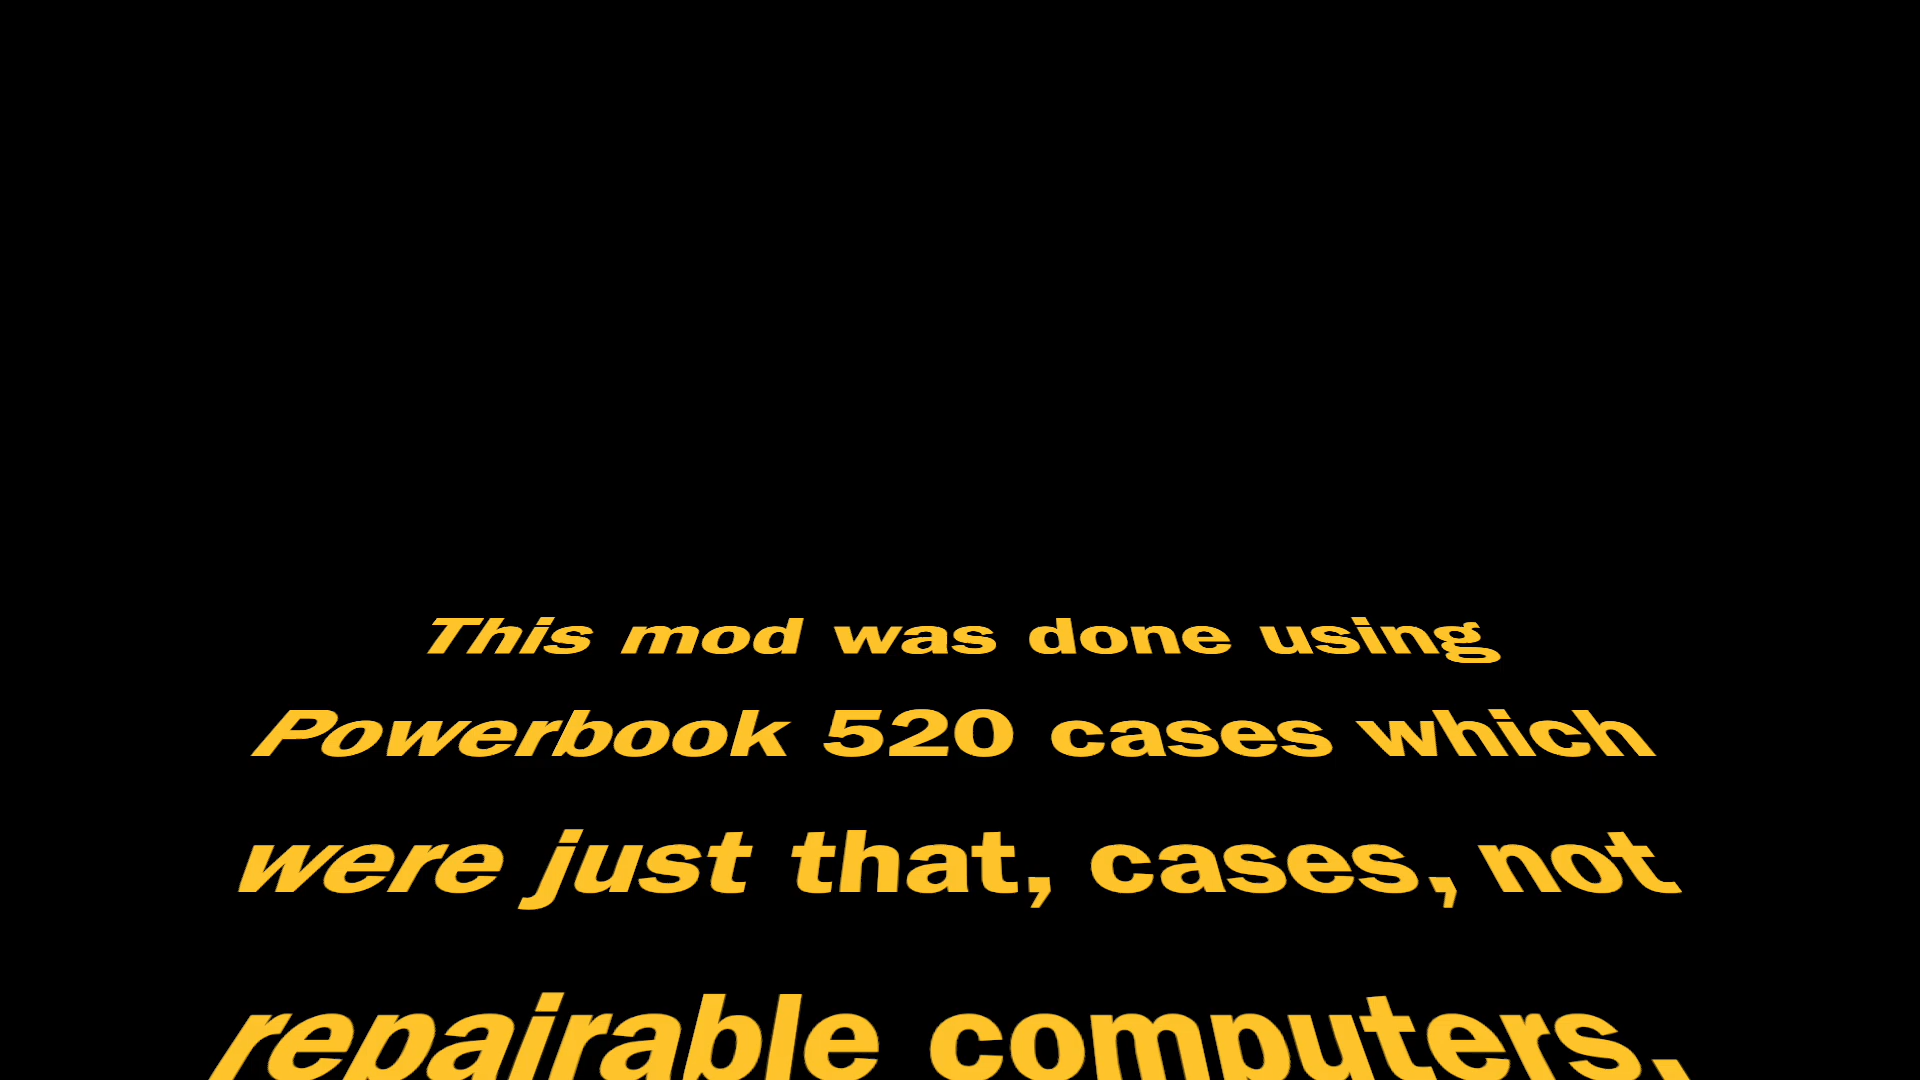 This mod was done using
Powerbook 520 cases which
were just that, cases, not
repairable computers.